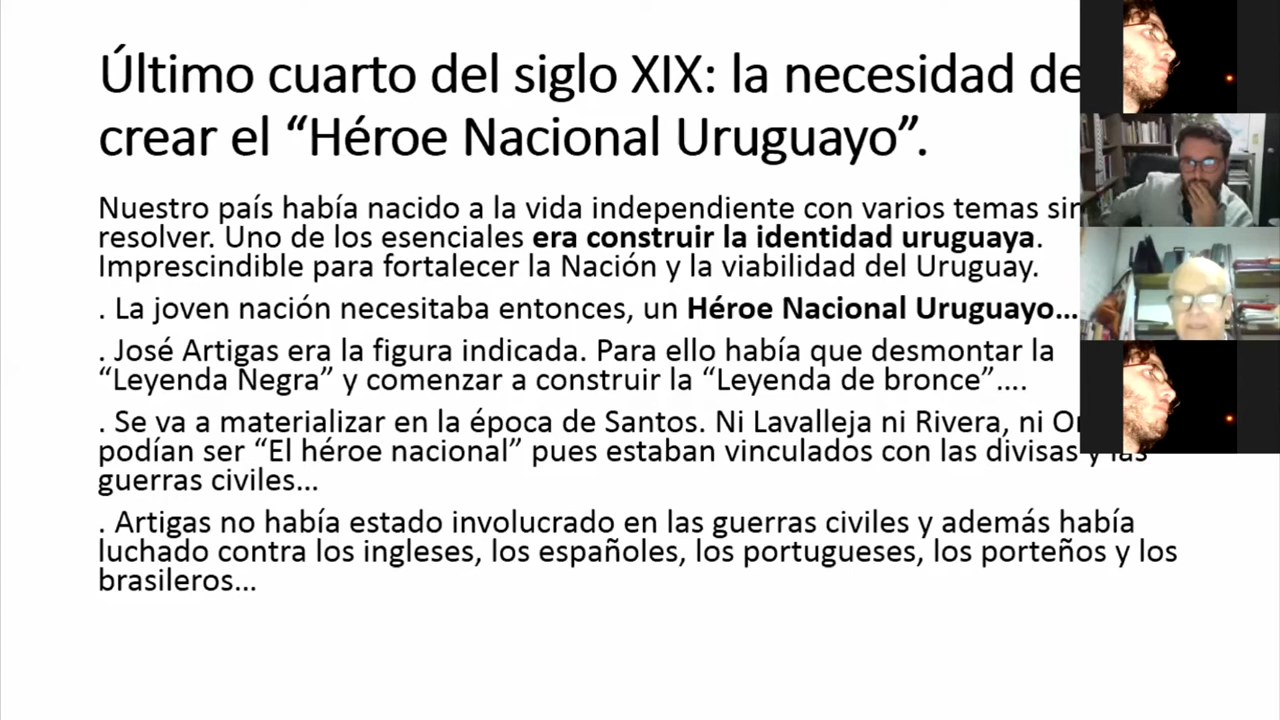 Último cuarto del siglo XIX: la necesidad de
crear el “Héroe Nacional Uruguayo”.
Nuestro país había nacido a la vida independiente con varios temas sin
resolver. Uno de los esenciales era construir la identidad uruguaya.
Imprescindible para fortalecer la Nación y la viabilidad del Uruguay.
. La joven nación necesitaba entonces, un Héroe Nacional Uruguayo...
. José Artigas era la figura indicada. Para ello había que desmontar la
“Leyenda Negra” y comenzar a construir la “Leyenda de bronce”....
. Se va a materializar en la época de Santos. Ni Lavalleja ni Rivera, ni
podían ser “El héroe nacional” pues estaban vinculados con las divisas y las
guerras civiles...
. Artigas no había estado involucrado en las guerras civiles y además había
luchado contra los ingleses, los españoles, los portugueses, los porteños y los
brasileros...